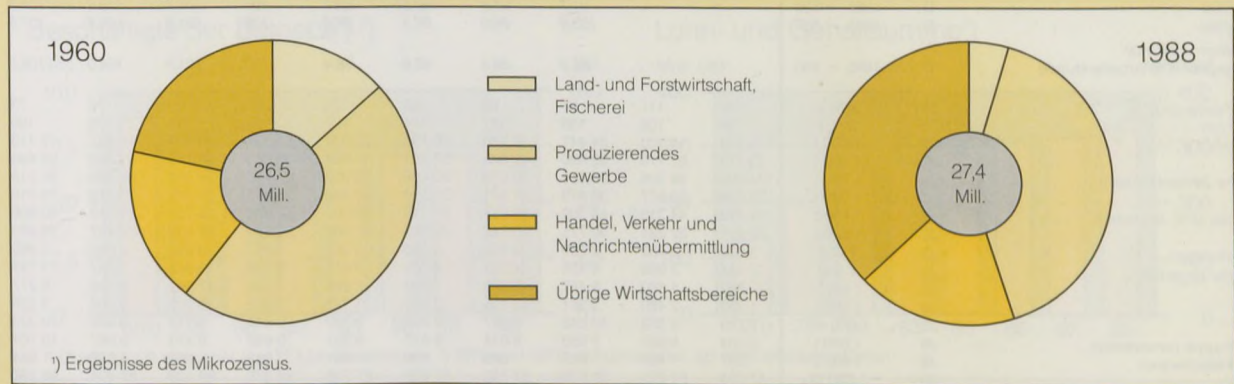 1960
1988
26,5
Mill.
Land- und Forstwirtschaft,
Fischerei
Produzierendes
Gewerbe
Handel, Verkehr und
Nachrichtenübermittlung
Übrige Wirtschaftsbereiche
27,4
Mill.
¹) Ergebnisse des Mikrozensus.